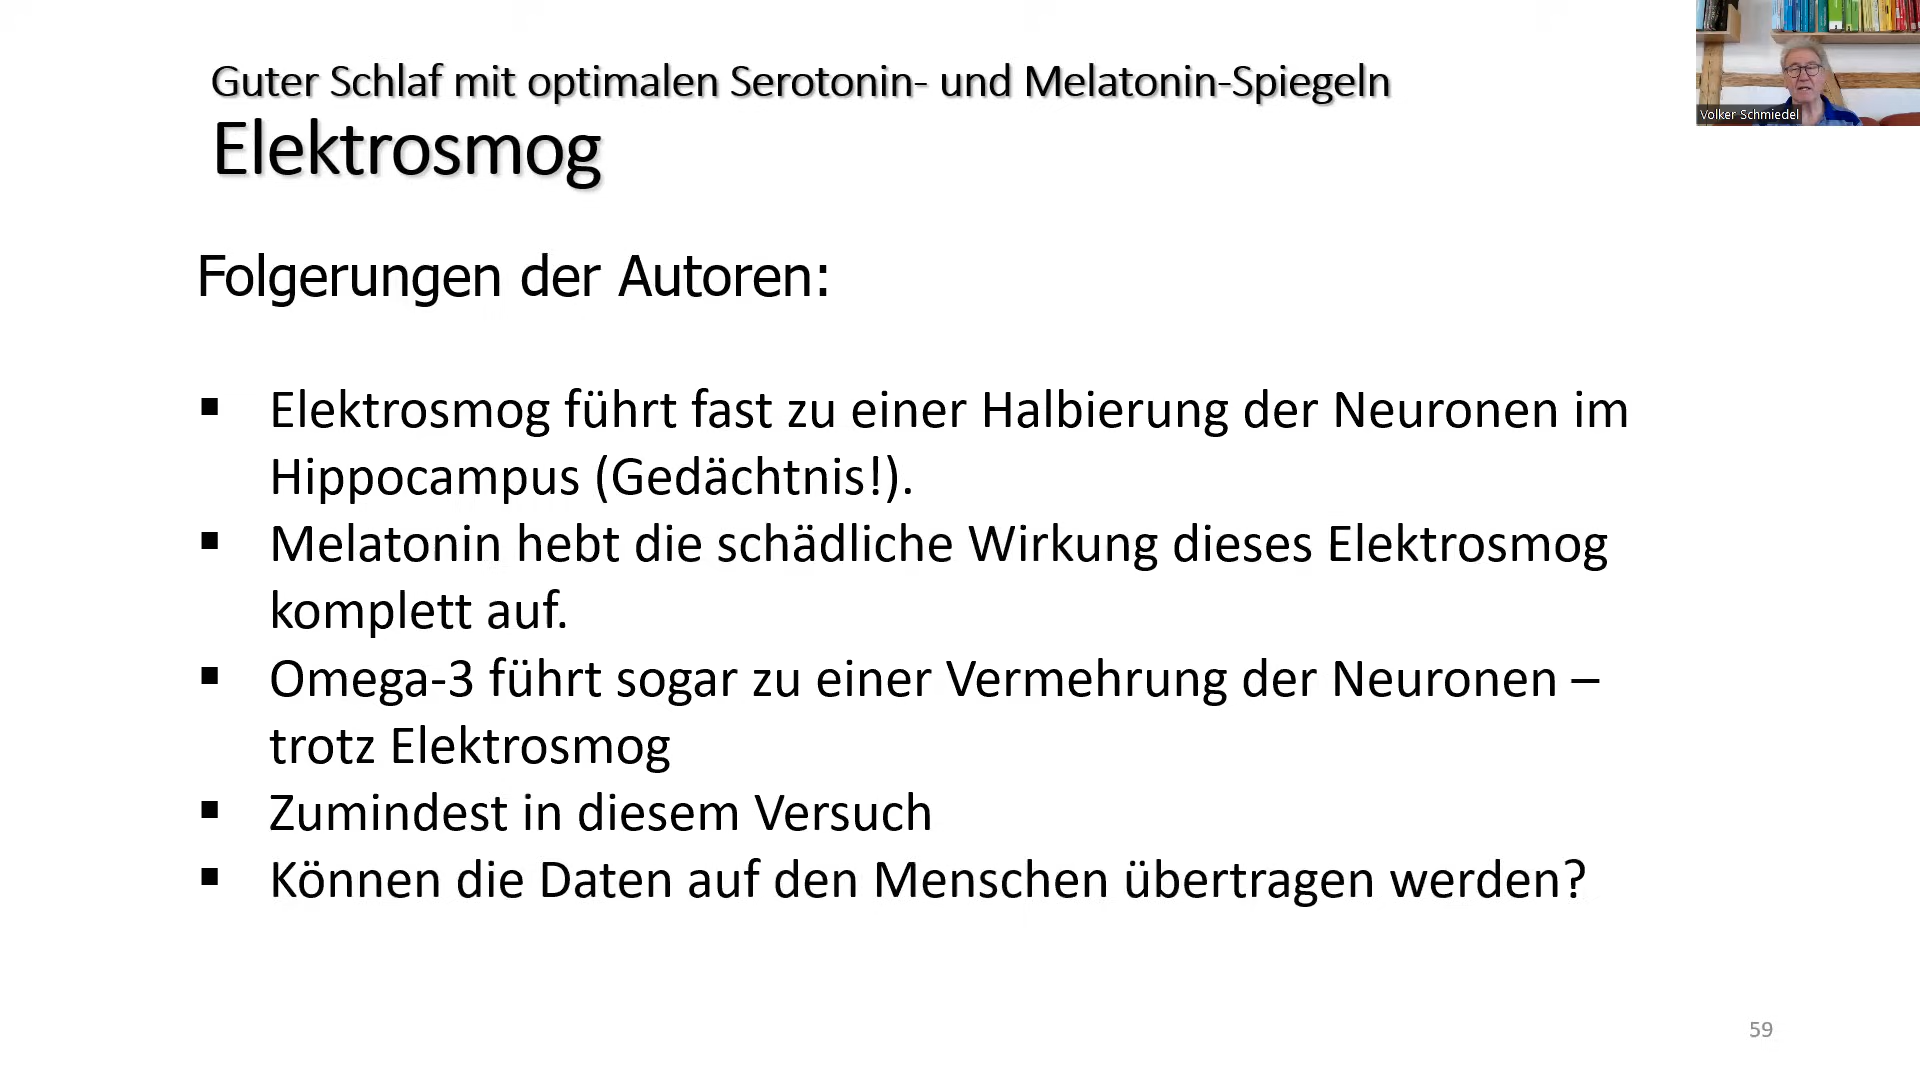 Guter Schlaf mit optimalen Serotonin- und Melatonin-Spiegeln
Elektrosmog
Volker Schmiedel
Folgerungen der Autoren:
▪ Elektrosmog führt fast zu einer Halbierung der Neuronen im
Hippocampus (Gedächtnis!).
▪ Melatonin hebt die schädliche Wirkung dieses Elektrosmog
komplett auf.
▪ Omega-3 führt sogar zu einer Vermehrung der Neuronen –
trotz Elektrosmog
▪ Zumindest in diesem Versuch
▪ Können die Daten auf den Menschen übertragen werden?
59